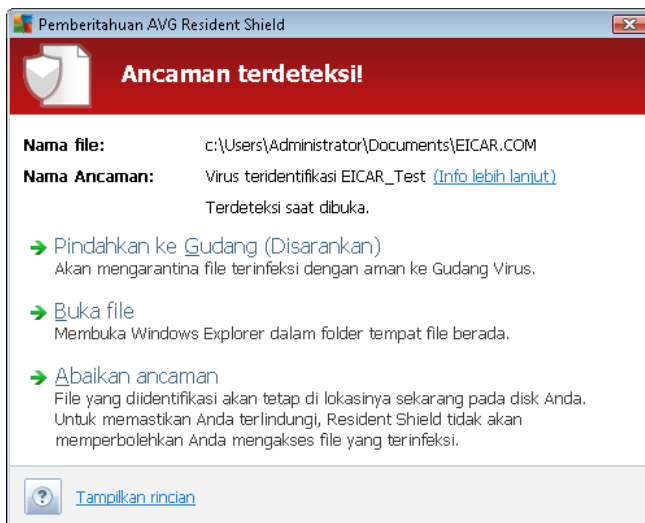 Pemberitahuan AVG Resident Shield
Ancaman terdeteksi!
Nama file: c:\Users\Administrator\Documents\EICAR.COM
Nama Ancaman: Virus teridentifikasi EICAR_Test (Info lebih lanjut)
Terdeteksi saat dibuka.
Pindahkan ke Gudang (Disarankan)
Akan mengarantina file terinfeksi dengan aman ke Gudang Virus.
Buka file
Membuka Windows Explorer dalam folder tempat file berada.
Abaikan ancaman
File yang diidentifikasi akan tetap di lokasinya sekarang pada disk Anda.
Untuk memastikan Anda terlindungi, Resident Shield tidak akan
memperbolehkan Anda mengakses file yang terinfeksi.
? Tampilkan rincian